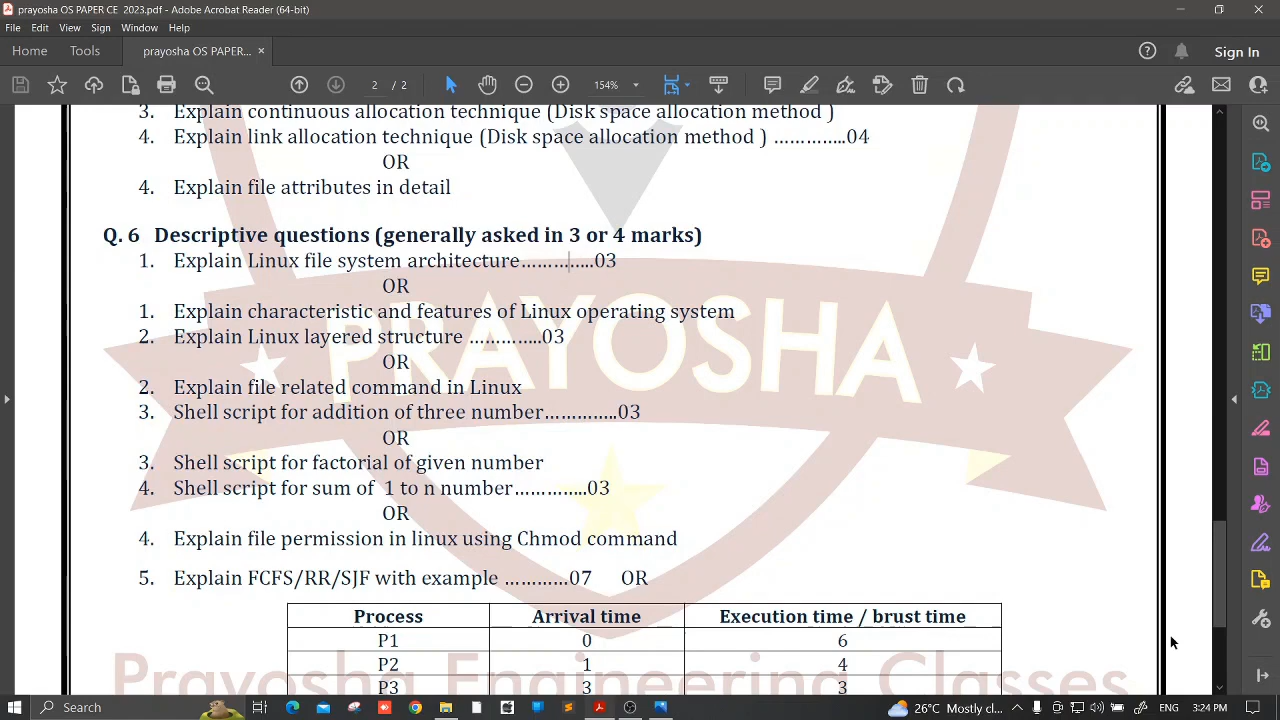 prayosha OS PAPER CE 2023.pdf - Adobe Acrobat Reader (64-bit)
File Edit View Sign Window Help
Home Tools prayosha OS PAPER... × Sign In
2 / 2 154%
3. Explain continuous allocation technique (Disk space allocation method )
4. Explain link allocation technique (Disk space allocation method ) …………..04
OR
4. Explain file attributes in detail
Q. 6 Descriptive questions (generally asked in 3 or 4 marks)
1. Explain Linux file system architecture…………..03
OR
1. Explain characteristic and features of Linux operating system
2. Explain Linux layered structure …………..03
OR
2. Explain file related command in Linux
3. Shell script for addition of three number…………..03
OR
3. Shell script for factorial of given number
4. Shell script for sum of 1 to n number…………..03
OR
4. Explain file permission in linux using Chmod command
5. Explain FCFS/RR/SJF with example …………07 OR
Process Arrival time Execution time / brust time
P1 0 6
P2 1 4
P3 3 3
PRAYOSHA
Prayosha Engineering Classes
Search 26°C Mostly cl... ENG 3:24 PM